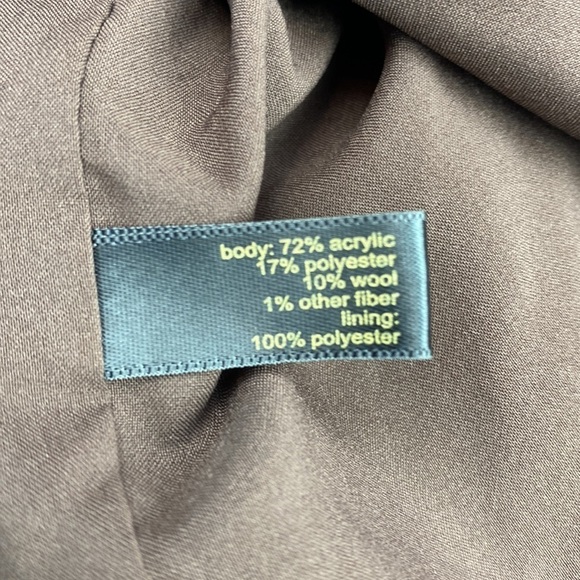 body: 72% acrylic
17% polyester
10% wool
1% other fiber
lining:
100% polyester